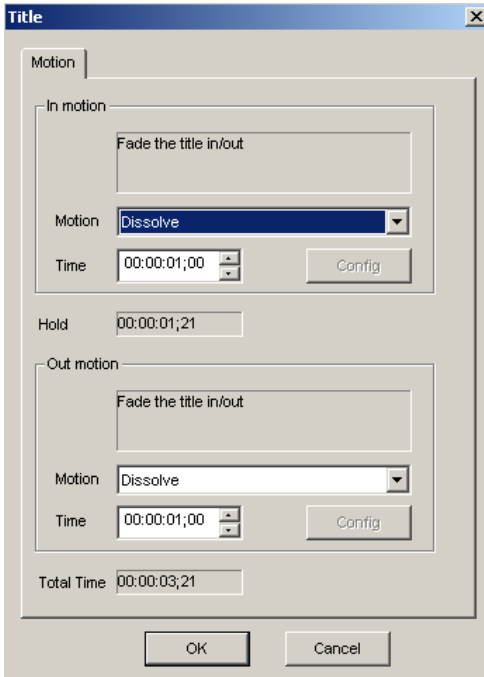 Title
Motion
In motion
Fade the title in/out
Motion Dissolve
Time 00:00:01;00 Config
Hold 00:00:01;21
Out motion
Fade the title in/out
Motion Dissolve
Time 00:00:01;00 Config
Total Time 00:00:03;21
OK Cancel